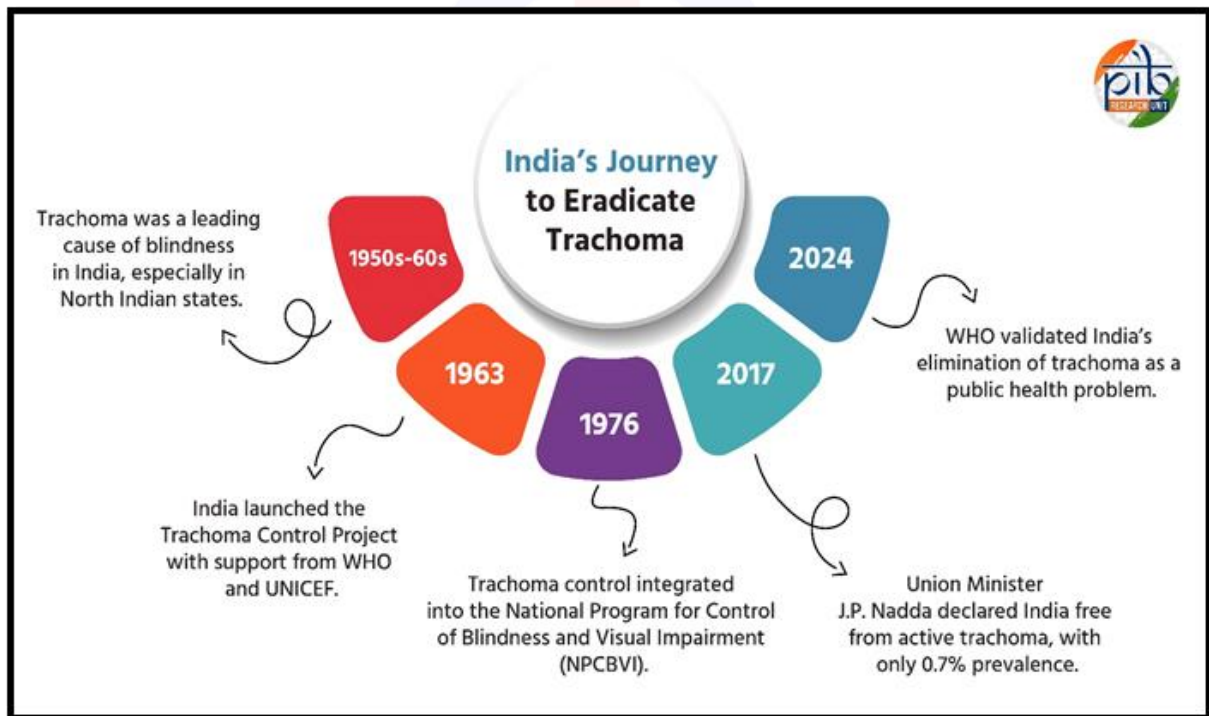 pib
RESEARCH UNIT
India's Journey
to Eradicate
Trachoma
1950s-60s
Trachoma was a leading
cause of blindness
in India, especially in
North Indian states.
1963
India launched the
Trachoma Control Project
with support from WHO
and UNICEF.
1976
Trachoma control integrated
into the National Program for Control
of Blindness and Visual Impairment
(NPCBVI).
2017
Union Minister
J.P. Nadda declared India free
from active trachoma, with
only 0.7% prevalence.
2024
WHO validated India's
elimination of trachoma as a
public health problem.